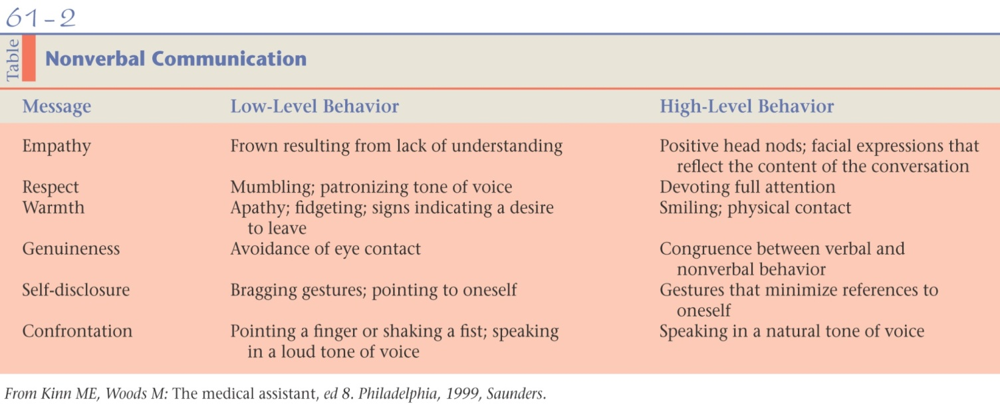 61-2
Table
Nonverbal Communication
Message Low-Level Behavior High-Level Behavior
Empathy Frown resulting from lack of understanding Positive head nods; facial expressions that
reflect the content of the conversation
Respect Mumbling; patronizing tone of voice Devoting full attention
Warmth Apathy; fidgeting; signs indicating a desire Smiling; physical contact
to leave
Genuineness Avoidance of eye contact Congruence between verbal and
nonverbal behavior
Self-disclosure Bragging gestures; pointing to oneself Gestures that minimize references to
oneself
Confrontation Pointing a finger or shaking a fist; speaking Speaking in a natural tone of voice
in a loud tone of voice
From Kinn ME, Woods M: The medical assistant, ed 8. Philadelphia, 1999, Saunders.